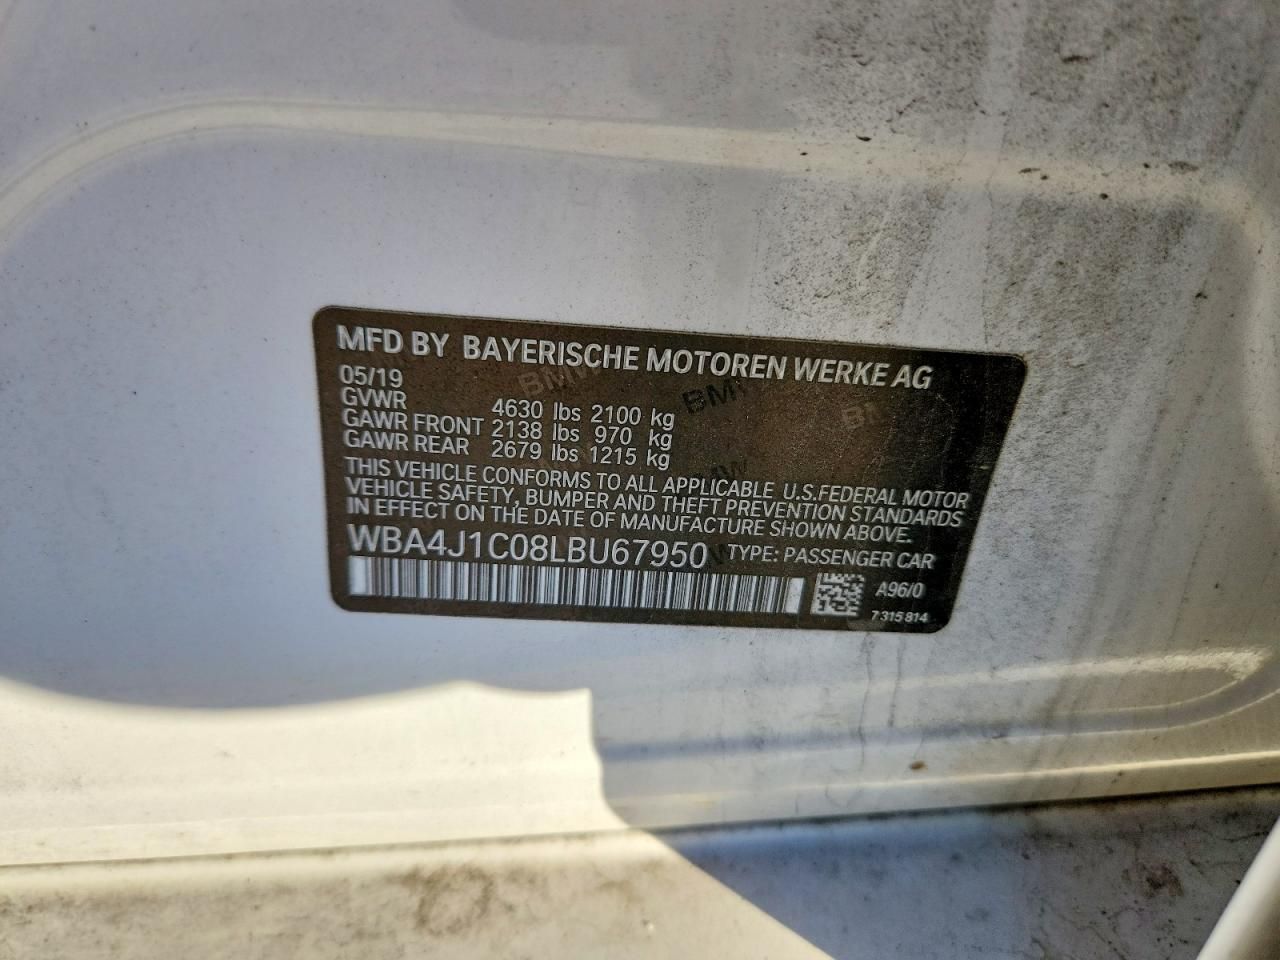 MFD BY BAYERISCHE MOTOREN WERKE AG
05/19
GVWR 4630 lbs 2100 kg
GAWR FRONT 2138 lbs 970 kg
GAWR REAR 2679 lbs 1215 kg
THIS VEHICLE CONFORMS TO ALL APPLICABLE U.S.FEDERAL MOTOR
VEHICLE SAFETY, BUMPER AND THEFT PREVENTION STANDARDS
IN EFFECT ON THE DATE OF MANUFACTURE SHOWN ABOVE.
WBA4J1C08LBU67950 TYPE: PASSENGER CAR
A96/0
7 315 814